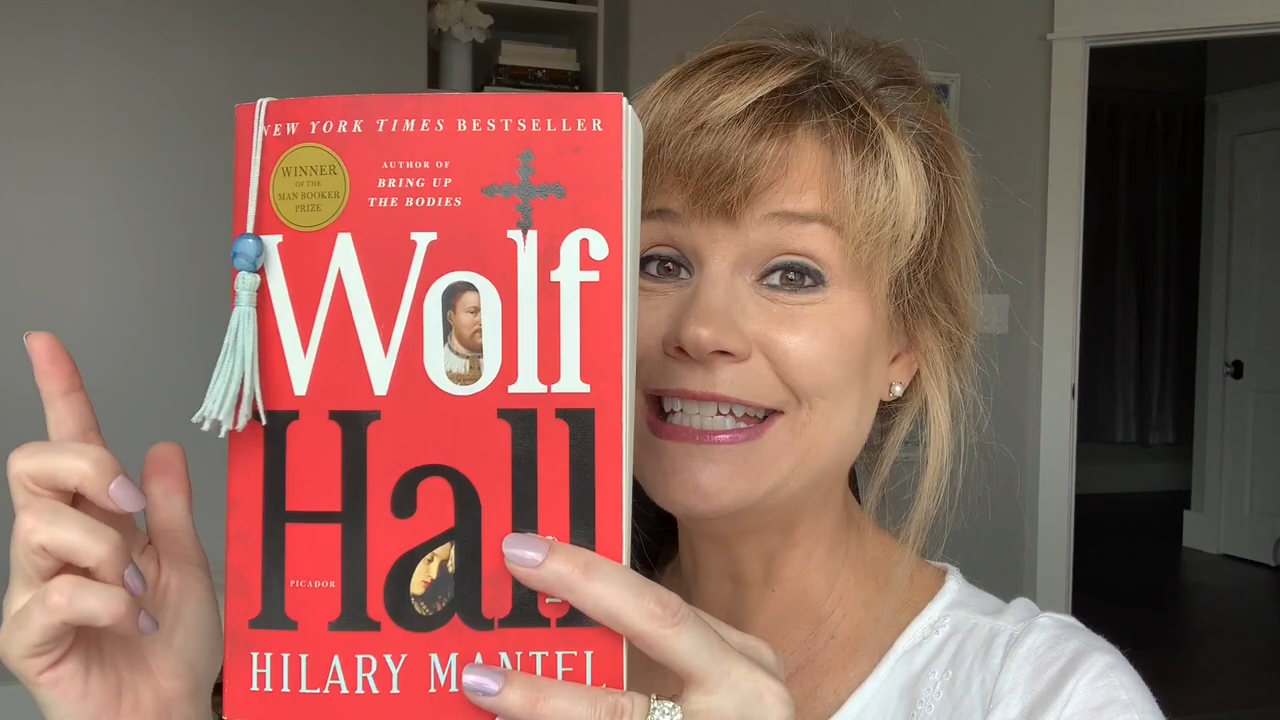 NEW YORK TIMES BESTSELLER
WINNER
OF THE
MAN BOOKER
PRIZE
AUTHOR OF
BRING UP
THE BODIES
Wolf
Hall
PICADOR
HILARY MANTEL